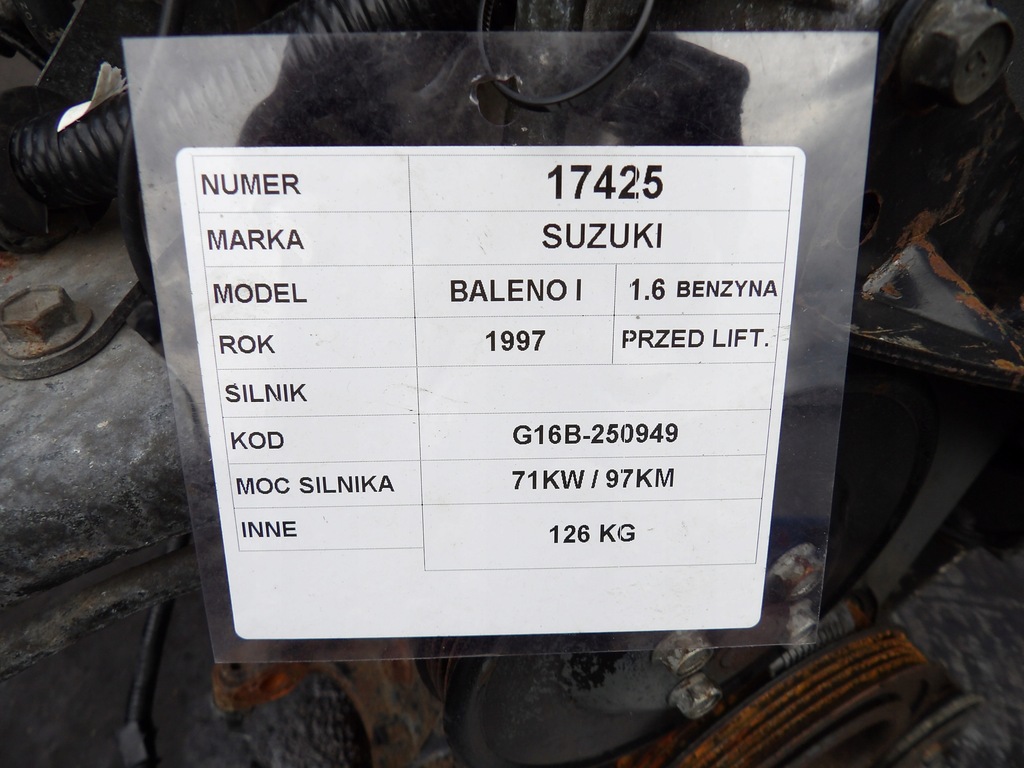 NUMER 17425
MARKA SUZUKI
MODEL BALENO I 1.6 BENZYNA
ROK 1997 PRZED LIFT.
SILNIK
KOD G16B-250949
MOC SILNIKA 71KW / 97KM
INNE 126 KG